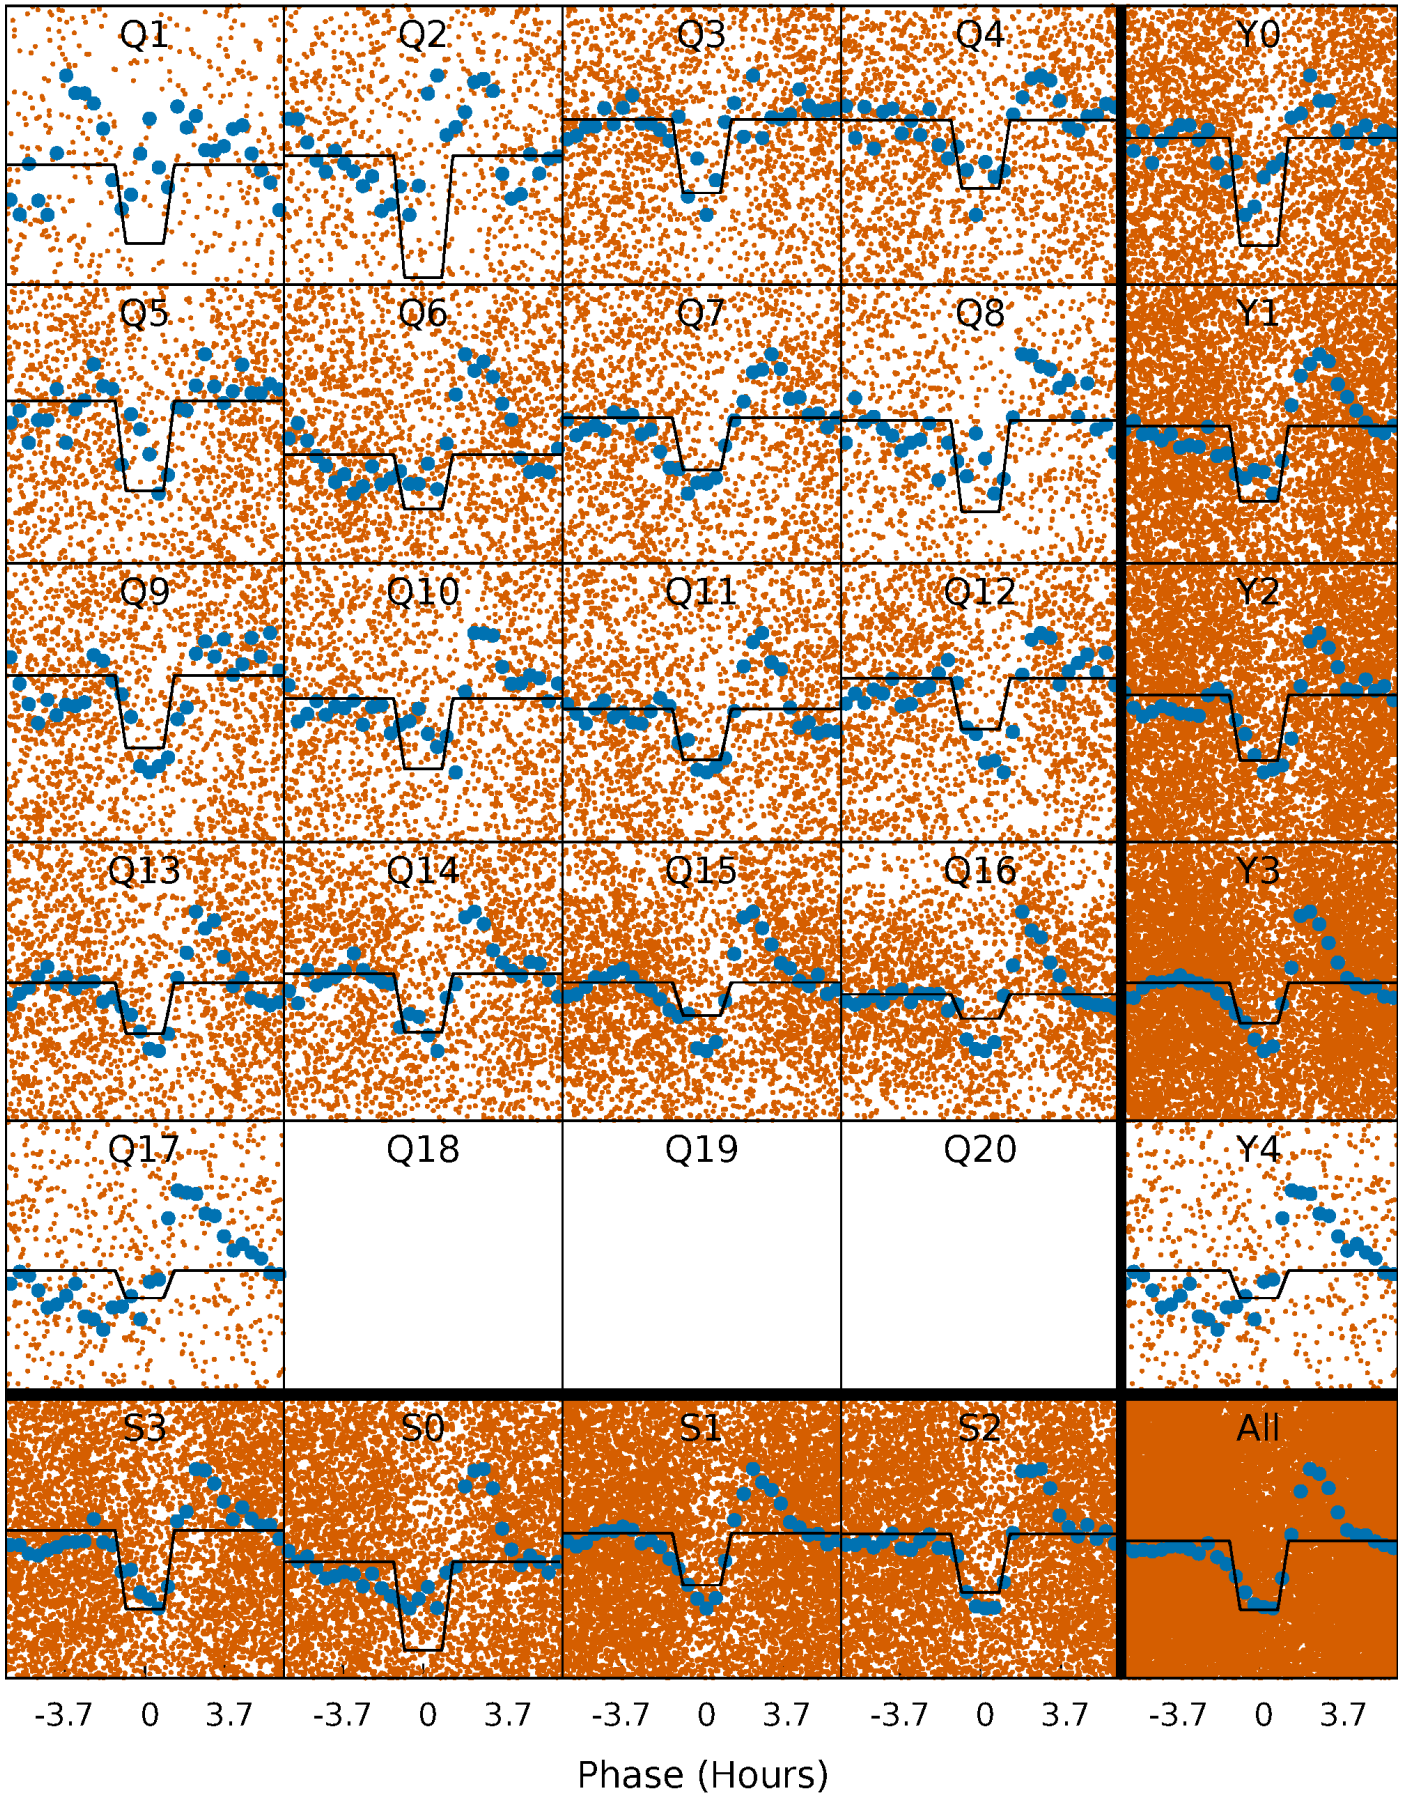 Q1 Q2 Q3 Q4 Y0
Q5 Q6 Q7 Q8 Y1
Q9 Q10 Q11 Q12 Y2
Q13 Q14 Q15 Q16 Y3
Q17 Q18 Q19 Q20 Y4
S3 S0 S1 S2 All
-3.7 0 3.7 -3.7 0 3.7 -3.7 0 3.7 -3.7 0 3.7 -3.7 0 3.7
Phase (Hours)